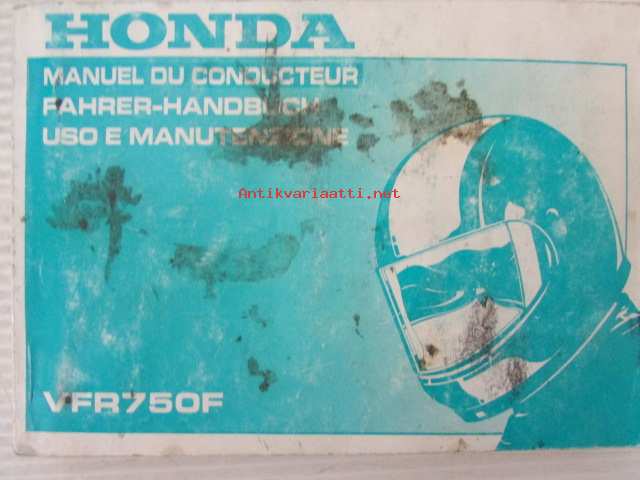 HONDA
MANUEL DU CONDUCTEUR
FAHRER-HANDBUCH
USO E MANUTENZIONE
Antikvariaatti.net
VFR750F